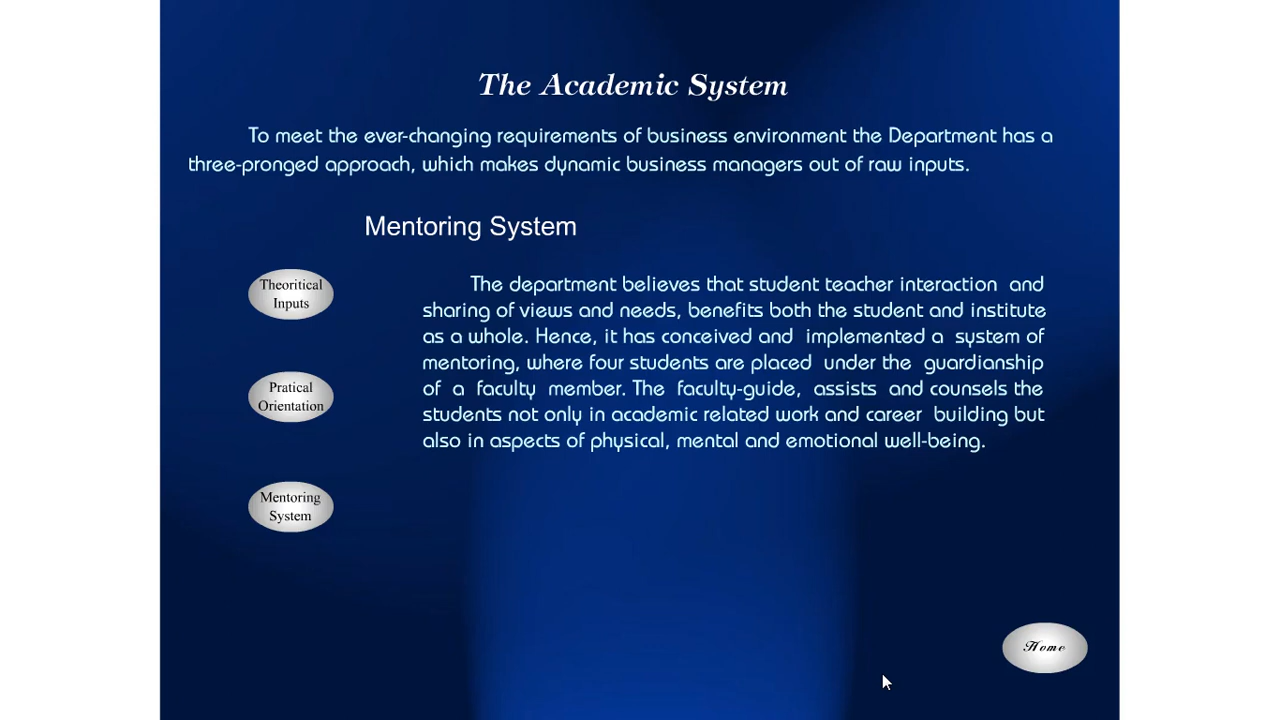 The Academic System
To meet the ever-changing requirements of business environment the Department has a
three-pronged approach, which makes dynamic business managers out of raw inputs.
Mentoring System
Theoritical
Inputs
Pratical
Orientation
Mentoring
System
The department believes that student teacher interaction and
sharing of views and needs, benefits both the student and institute
as a whole. Hence, it has conceived and implemented a system of
mentoring, where four students are placed under the guardianship
of a faculty member. The faculty-guide, assists and counsels the
students not only in academic related work and career building but
also in aspects of physical, mental and emotional well-being.
Home